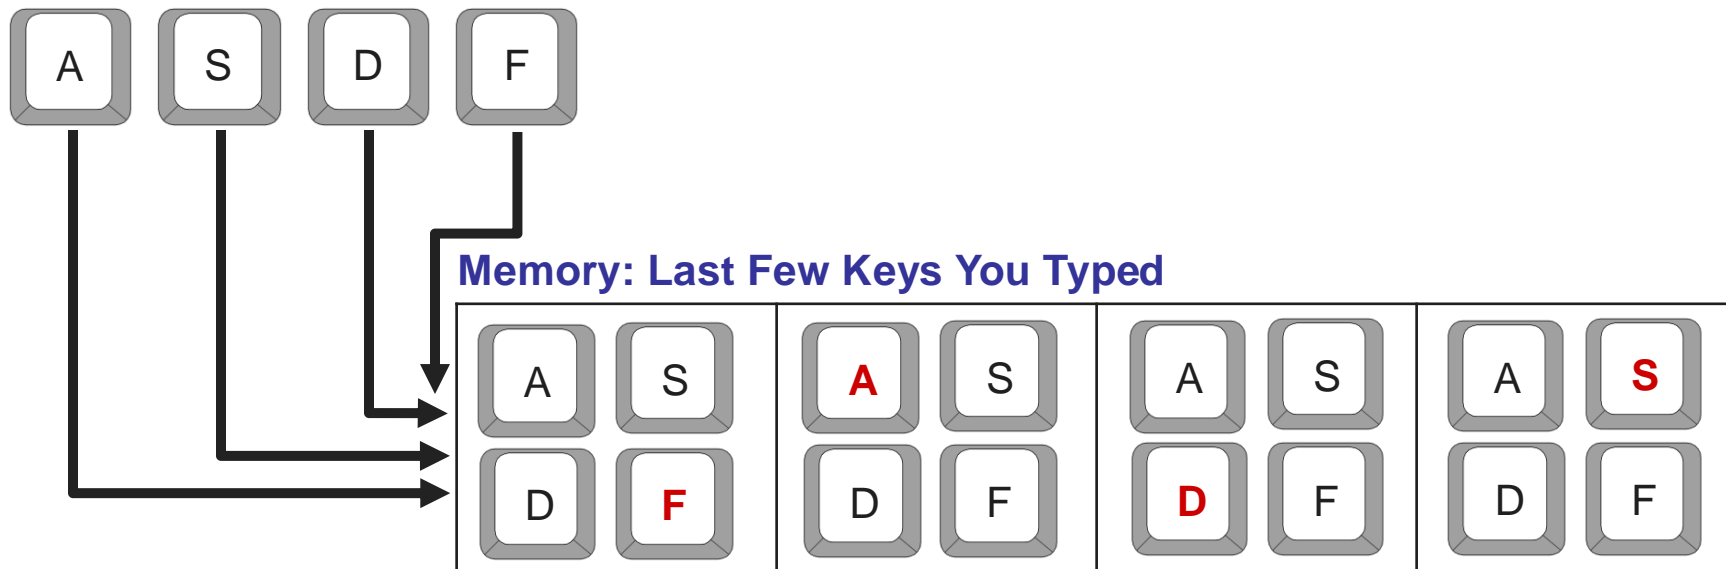 A S D F
Memory: Last Few Keys You Typed
A S A S A S A S
D F D F D F D F